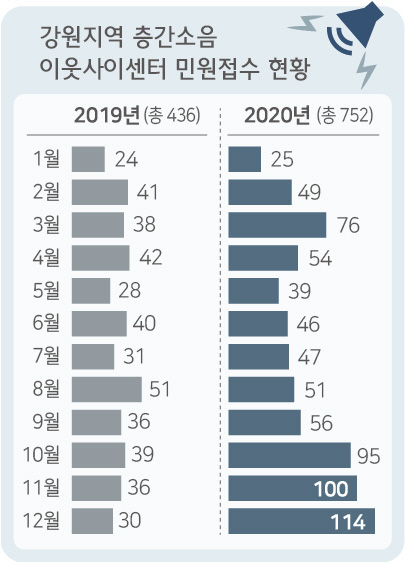 강원지역 층간소음
이웃사이센터 민원접수 현황
2019년 (총 436) 2020년 (총 752)
1월 24 25
2월 41 49
3월 38 76
4월 42 54
5월 28 39
6월 40 46
7월 31 47
8월 51 51
9월 36 56
10월 39 95
11월 36 100
12월 30 114